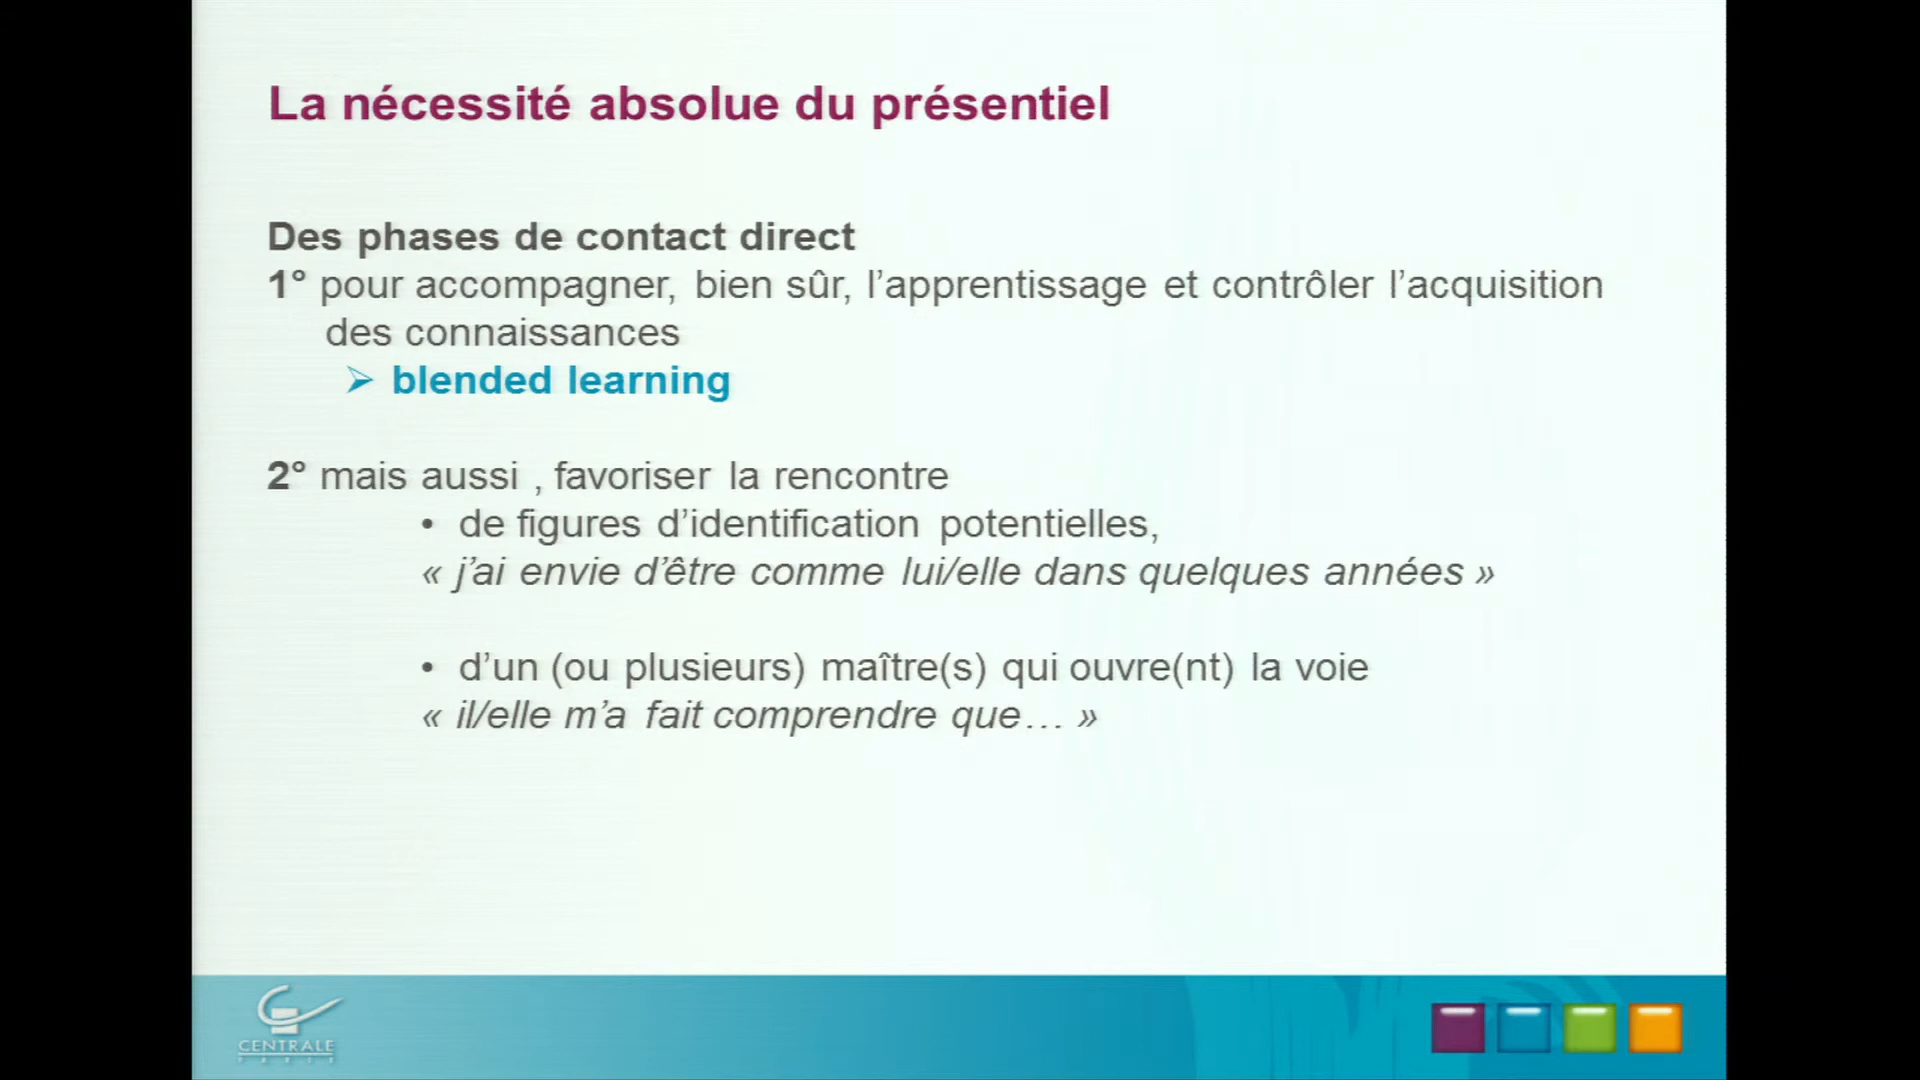 La nécessité absolue du présentiel
Des phases de contact direct
1° pour accompagner, bien sûr, l’apprentissage et contrôler l’acquisition
des connaissances
➢ blended learning
2° mais aussi , favoriser la rencontre
• de figures d’identification potentielles,
« j’ai envie d’être comme lui/elle dans quelques années »
• d’un (ou plusieurs) maître(s) qui ouvre(nt) la voie
« il/elle m’a fait comprendre que… »
CENTRALE
PARIS